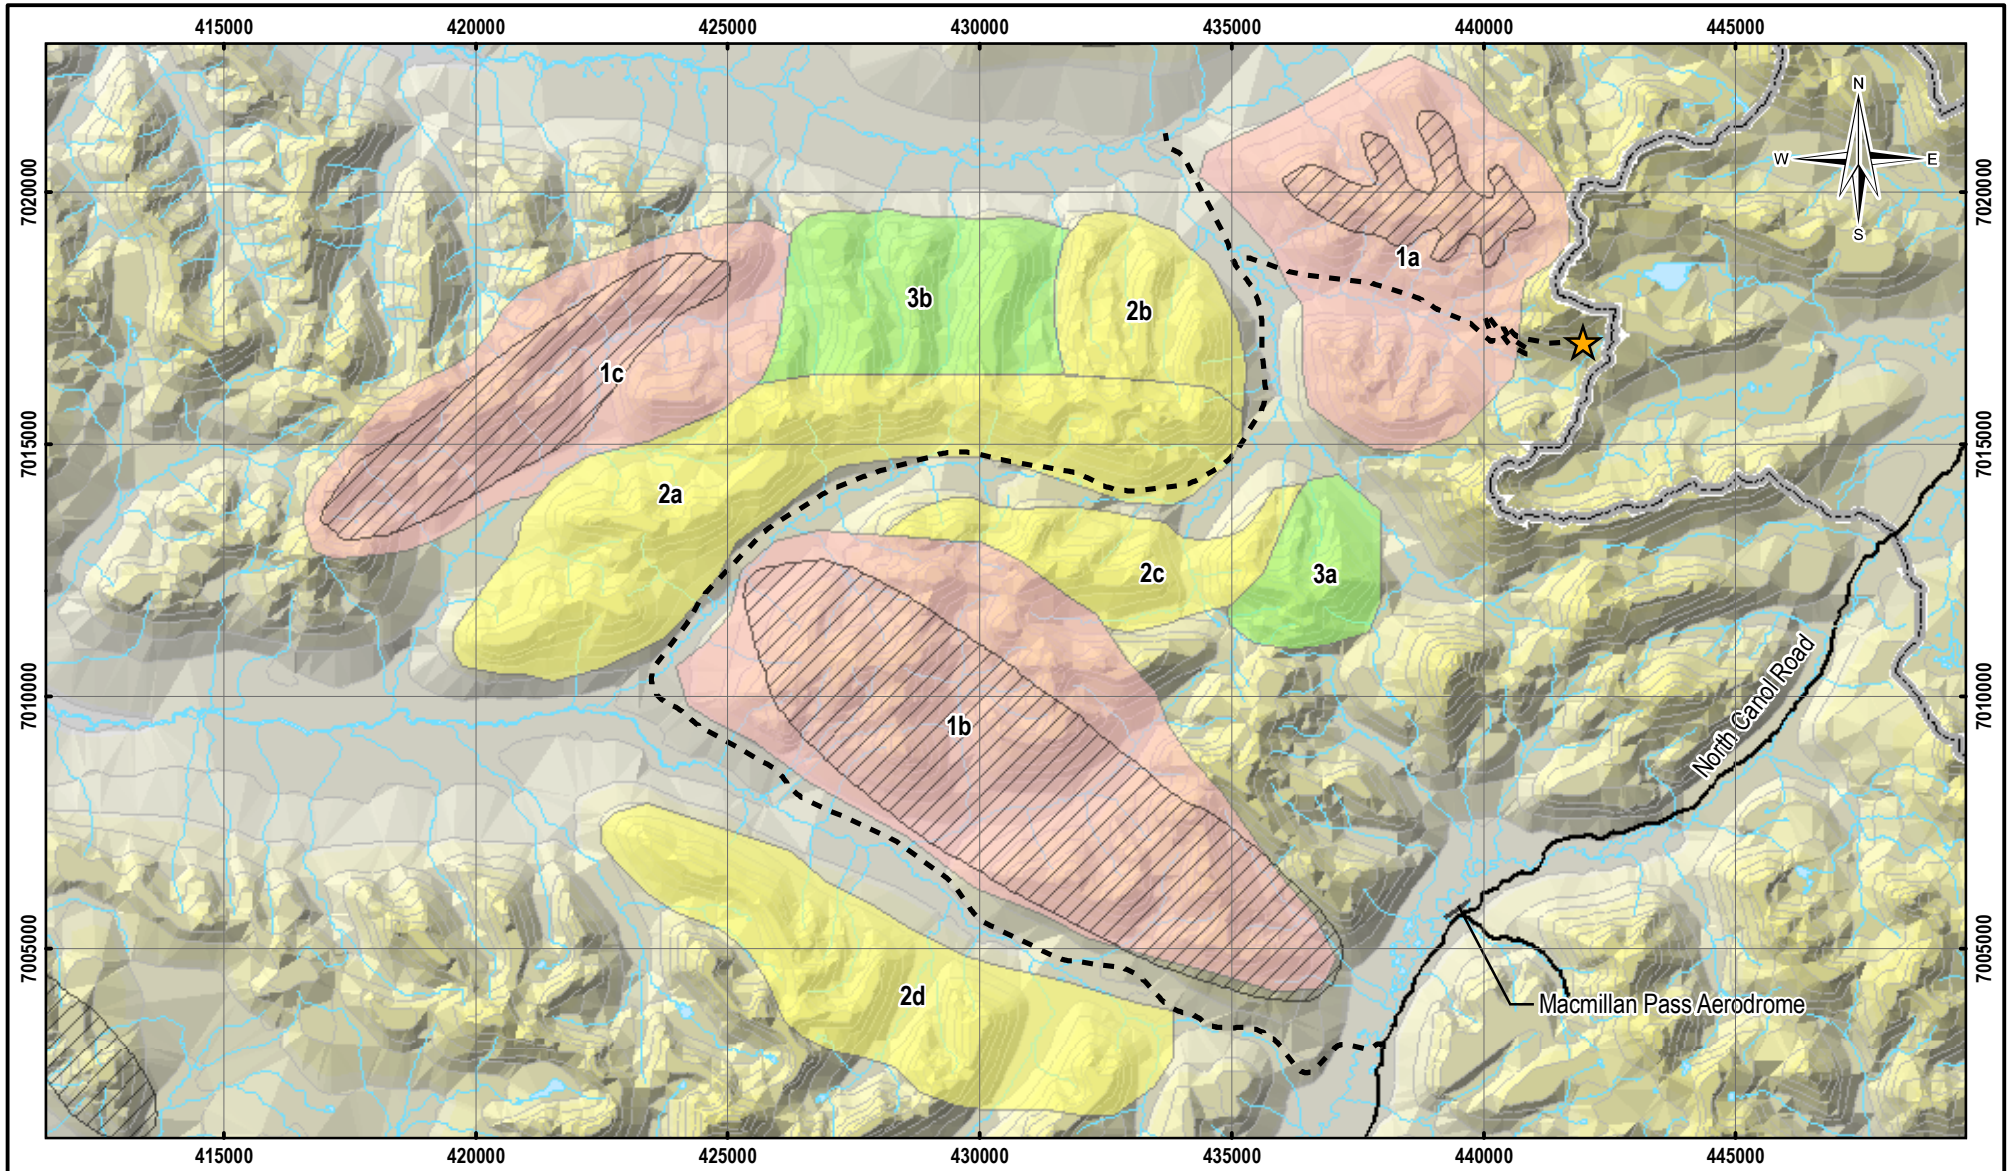 415000 420000 425000 430000 435000 440000 445000
N
W E
S
7020000 7020000
1a
3b
2b
1c
7015000 7015000
2a
2c
3a
7010000 7010000
1b
North Canol Road
7005000 7005000
2d
Macmillan Pass Aerodrome
415000 420000 425000 430000 435000 440000 445000